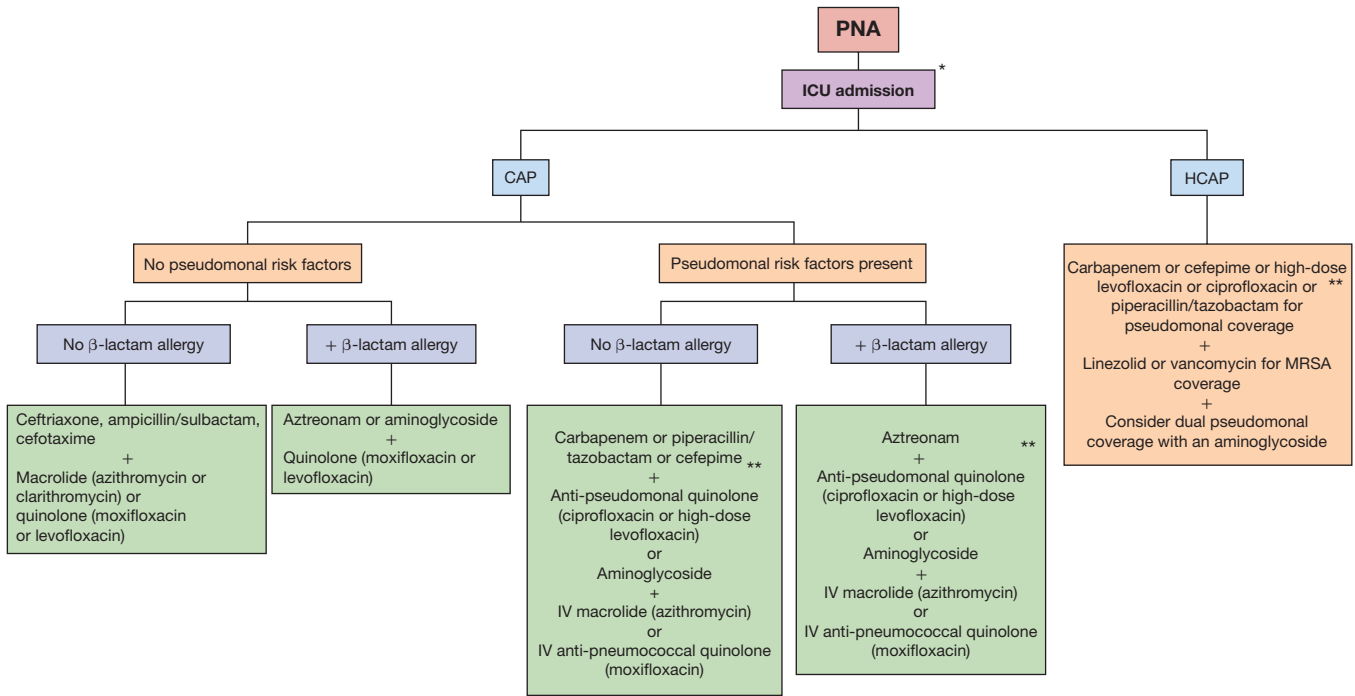 PNA
*
ICU admission
CAP
HCAP
No pseudomonal risk factors
Pseudomonal risk factors present
No β-lactam allergy
+ β-lactam allergy
No β-lactam allergy
+ β-lactam allergy
Ceftriaxone, ampicillin/sulbactam,
cefotaxime
+
Macrolide (azithromycin or
clarithromycin) or
quinolone (moxifloxacin
or levofloxacin)
Aztreonam or aminoglycoside
+
Quinolone (moxifloxacin or
levofloxacin)
Carbapenem or piperacillin/
tazobactam or cefepime
**
+
Anti-pseudomonal quinolone
(ciprofloxacin or high-dose
levofloxacin)
or
Aminoglycoside
+
IV macrolide (azithromycin)
or
IV anti-pneumococcal quinolone
(moxifloxacin)
Aztreonam
**
+
Anti-pseudomonal quinolone
(ciprofloxacin or high-dose
levofloxacin)
or
Aminoglycoside
+
IV macrolide (azithromycin)
or
IV anti-pneumococcal quinolone
(moxifloxacin)
Carbapenem or cefepime or high-dose
levofloxacin or ciprofloxacin or
**
piperacillin/tazobactam for
pseudomonal coverage
+
Linezolid or vancomycin for MRSA
coverage
+
Consider dual pseudomonal
coverage with an aminoglycoside